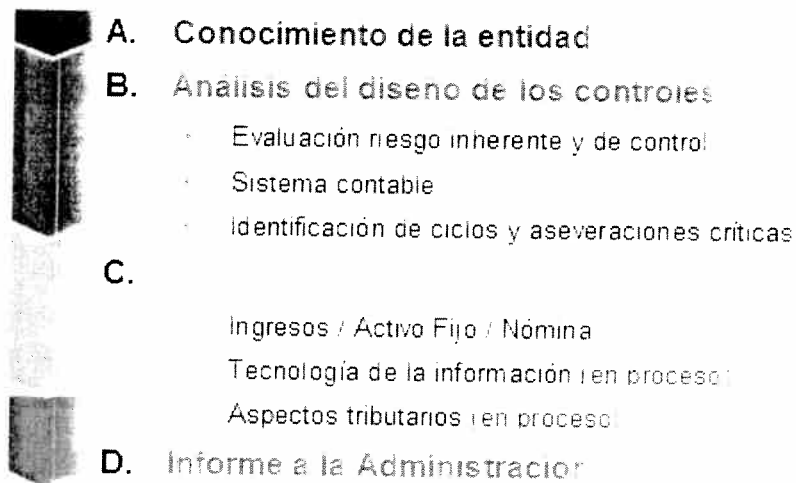 A. Conocimiento de la entidad
B. Análisis del diseño de los controles
Evaluación riesgo inherente y de control
Sistema contable
Identificación de ciclos y aseveraciones críticas
C.
Ingresos / Activo Fijo / Nómina
Tecnología de la información (en proceso)
Aspectos tributarios (en proceso)
D. Informe a la Administración